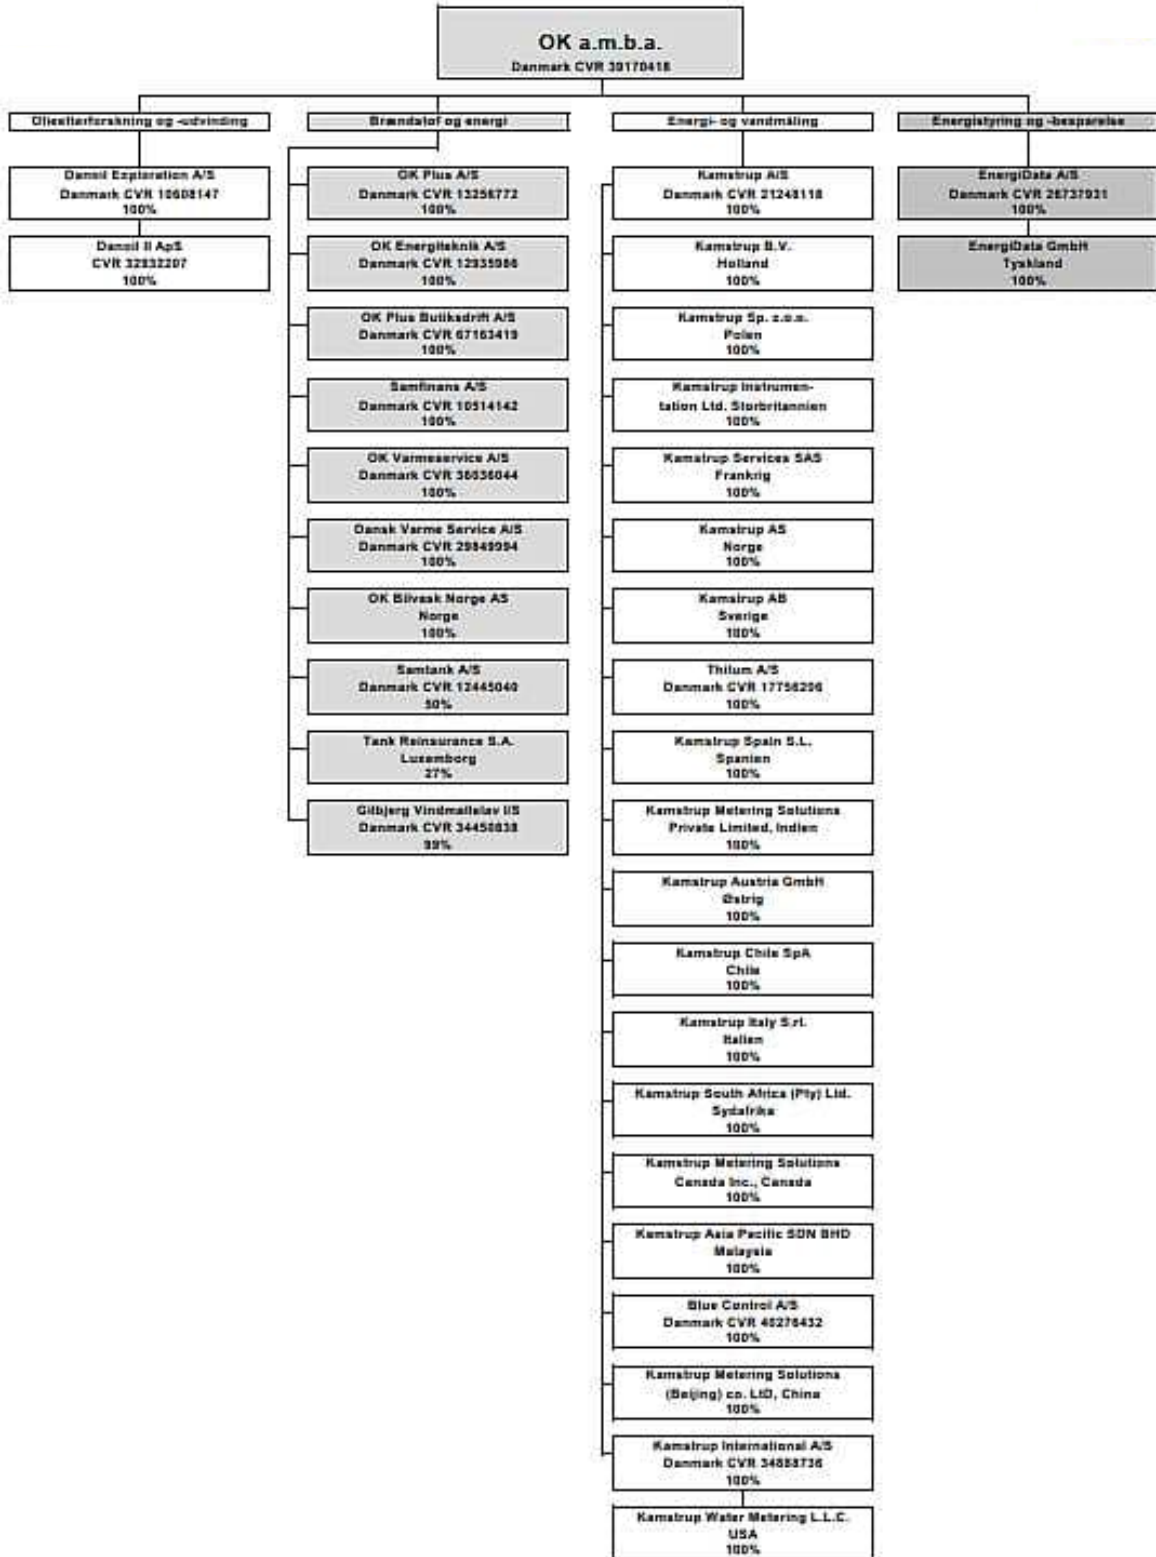 OK a.m.b.a.
Danmark CVR 39170418
Olieefterforskning og -udvinding
Danoil Exploration A/S
Danmark CVR 10608147
100%
Danoil II ApS
CVR 32832207
100%
Brændstof og energi
OK Plus A/S
Danmark CVR 13256772
100%
OK Energiteknik A/S
Danmark CVR 12935986
100%
OK Plus Butiksdrift A/S
Danmark CVR 67163419
100%
Samfinans A/S
Danmark CVR 10514142
100%
OK Varmeservice A/S
Danmark CVR 36036044
100%
Dansk Varme Service A/S
Danmark CVR 29849994
100%
OK Bilvask Norge AS
Norge
100%
Samtank A/S
Danmark CVR 12445040
50%
Tank Reinsurance S.A.
Luxemborg
27%
Gilbjerg Vindmøllelav I/S
Danmark CVR 34450838
99%
Energi- og vandmåling
Kamstrup A/S
Danmark CVR 21248118
100%
Kamstrup B.V.
Holland
100%
Kamstrup Sp. z.o.o.
Polen
100%
Kamstrup Instrumen-
tation Ltd. Storbritannien
100%
Kamstrup Services SAS
Frankrig
100%
Kamstrup AS
Norge
100%
Kamstrup AB
Sverige
100%
Thilum A/S
Danmark CVR 17756206
100%
Kamstrup Spain S.L.
Spanien
100%
Kamstrup Metering Solutions
Private Limited, Indien
100%
Kamstrup Austria GmbH
Østrig
100%
Kamstrup Chile SpA
Chile
100%
Kamstrup Italy S.rl.
Italien
100%
Kamstrup South Africa (Pty) Ltd.
Sydafrika
100%
Kamstrup Metering Solutions
Canada Inc., Canada
100%
Kamstrup Asia Pacific SDN BHD
Malaysia
100%
Blue Control A/S
Danmark CVR 40276432
100%
Kamstrup Metering Solutions
(Beijing) co. LtD, China
100%
Kamstrup International A/S
Danmark CVR 34888736
100%
Kamstrup Water Metering L.L.C.
USA
100%
Energistyring og -besparelse
EnergiData A/S
Danmark CVR 26737931
100%
EnergiData GmbH
Tyskland
100%